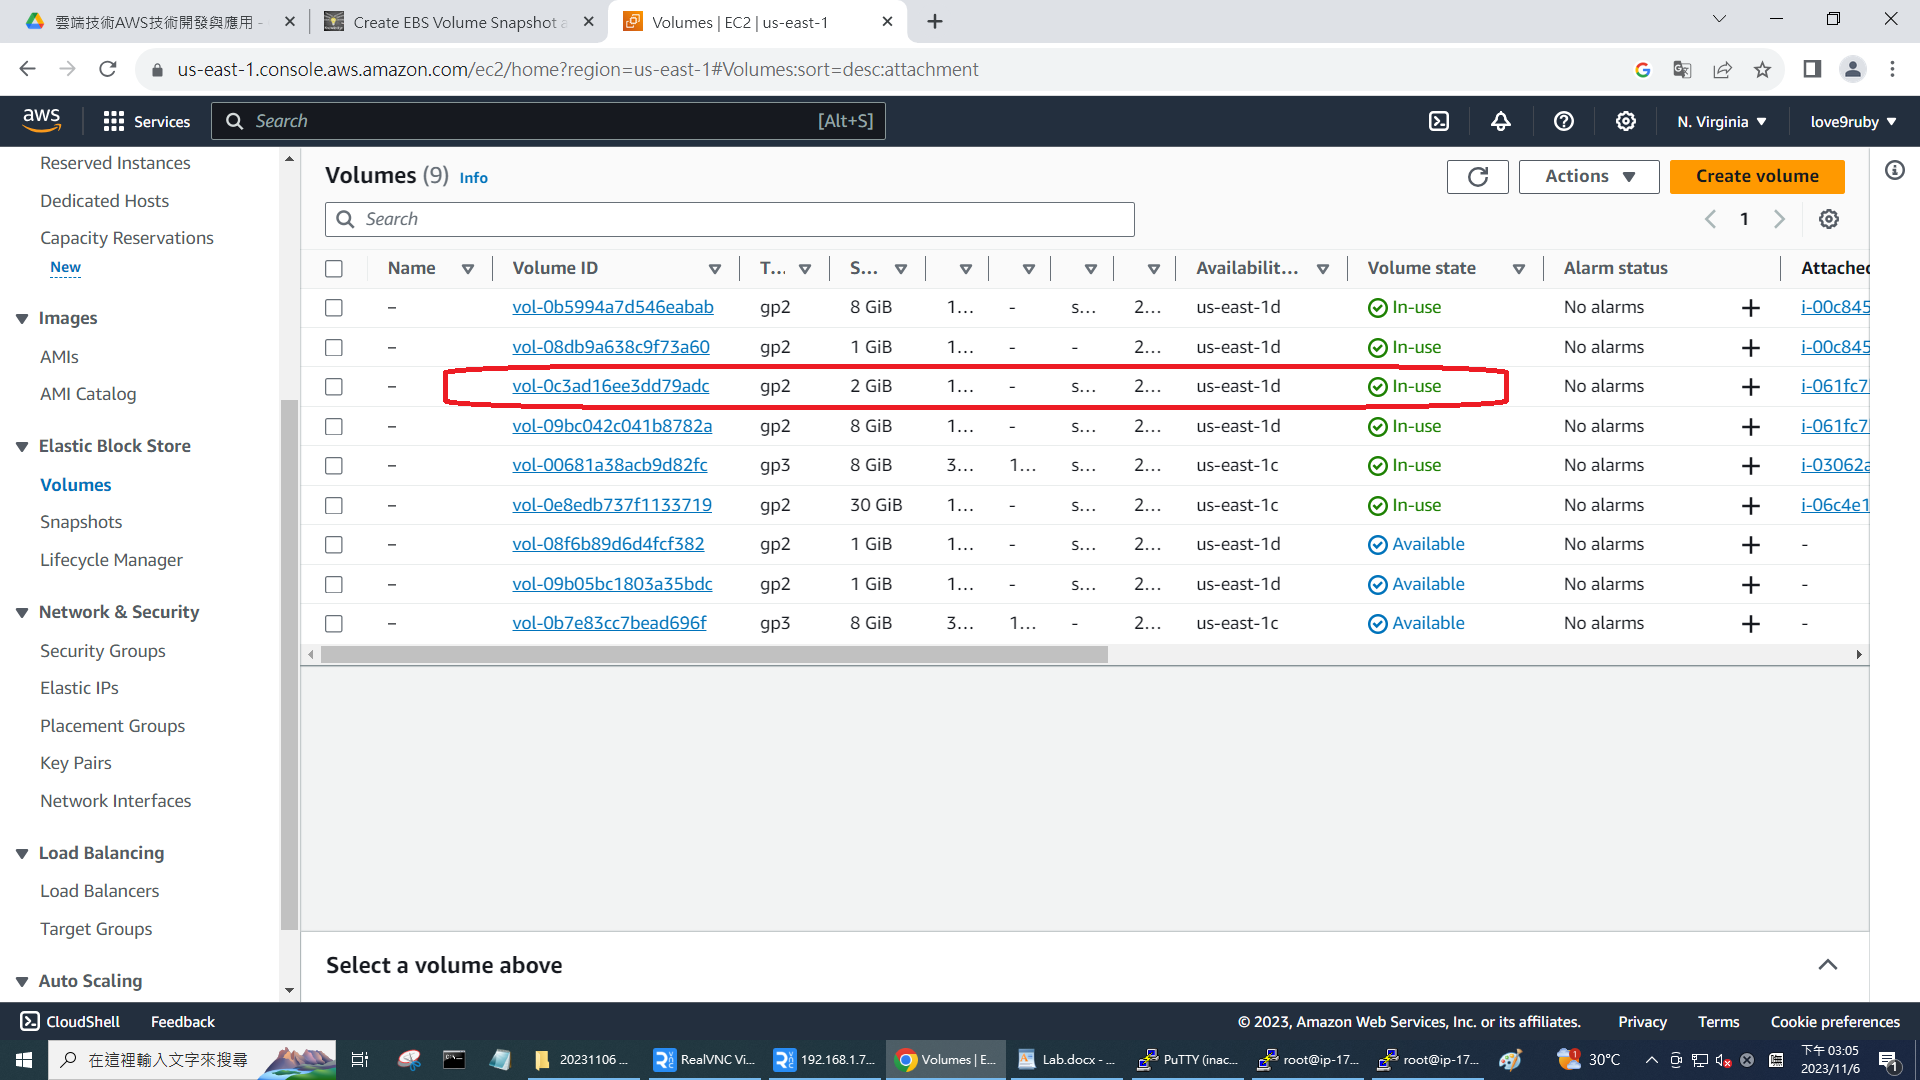 雲端技術AWS技術開發與應用 -
Create EBS Volume Snapshot a
Volumes | EC2 | us-east-1
us-east-1.console.aws.amazon.com/ec2/home?region=us-east-1#Volumes:sort=desc:attachment
aws
Services
Search
[Alt+S]
N. Virginia
love9ruby
Reserved Instances
Dedicated Hosts
Capacity Reservations
New
Images
AMIs
AMI Catalog
Elastic Block Store
Volumes
Snapshots
Lifecycle Manager
Network & Security
Security Groups
Elastic IPs
Placement Groups
Key Pairs
Network Interfaces
Load Balancing
Load Balancers
Target Groups
Auto Scaling
Volumes (9) Info
Actions
Create volume
Search
1
Name Volume ID T... S... Availabilit... Volume state Alarm status Attached
– vol-0b5994a7d546eabab gp2 8 GiB 1... - s... 2... us-east-1d In-use No alarms + i-00c845
– vol-08db9a638c9f73a60 gp2 1 GiB 1... - - 2... us-east-1d In-use No alarms + i-00c845
– vol-0c3ad16ee3dd79adc gp2 2 GiB 1... - s... 2... us-east-1d In-use No alarms + i-061fc7
– vol-09bc042c041b8782a gp2 8 GiB 1... - s... 2... us-east-1d In-use No alarms + i-061fc7
– vol-00681a38acb9d82fc gp3 8 GiB 3... 1... s... 2... us-east-1c In-use No alarms + i-03062a
– vol-0e8edb737f1133719 gp2 30 GiB 1... - s... 2... us-east-1c In-use No alarms + i-06c4e1
– vol-08f6b89d6d4fcf382 gp2 1 GiB 1... - s... 2... us-east-1d Available No alarms + -
– vol-09b05bc1803a35bdc gp2 1 GiB 1... - s... 2... us-east-1d Available No alarms + -
– vol-0b7e83cc7bead696f gp3 8 GiB 3... 1... - 2... us-east-1c Available No alarms + -
Select a volume above
CloudShell
Feedback
© 2023, Amazon Web Services, Inc. or its affiliates.
Privacy
Terms
Cookie preferences
在這裡輸入文字來搜尋
20231106 ...
RealVNC Vi...
192.168.1.7...
Volumes | E...
Lab.docx - ...
PuTTY (inac...
root@ip-17...
root@ip-17...
30°C
下午 03:05
2023/11/6